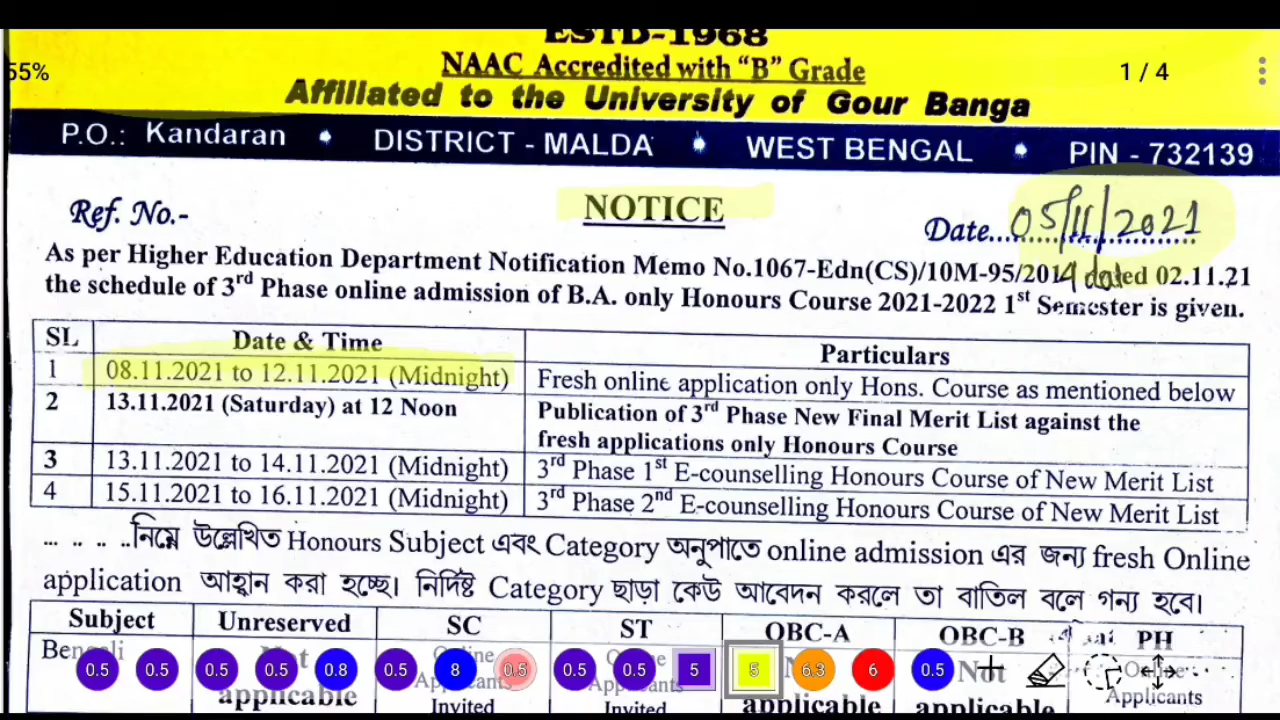 ESTD-1968
NAAC Accredited with “B” Grade
55%
1 / 4
Affiliated to the University of Gour Banga
P.O.: Kandaran • DISTRICT - MALDA • WEST BENGAL • PIN - 732139
NOTICE
Ref. No.-
Date...05/11/2021
As per Higher Education Department Notification Memo No.1067-Edn(CS)/10M-95/2014 dated 02.11.21
the schedule of 3rd Phase online admission of B.A. only Honours Course 2021-2022 1st Semester is given.
SL Date & Time Particulars
1 08.11.2021 to 12.11.2021 (Midnight) Fresh online application only Hons. Course as mentioned below
2 13.11.2021 (Saturday) at 12 Noon Publication of 3rd Phase New Final Merit List against the
fresh applications only Honours Course
3 13.11.2021 to 14.11.2021 (Midnight) 3rd Phase 1st E-counselling Honours Course of New Merit List
4 15.11.2021 to 16.11.2021 (Midnight) 3rd Phase 2nd E-counselling Honours Course of New Merit List
... . .. ..নিম্নে উল্লেখিত Honours Subject এবং Category অনুপাতে online admission এর জন্য fresh Online
application আহ্বান করা হচ্ছে। নির্দিষ্ট Category ছাড়া কেউ আবেদন করলে তা বাতিল বলে গন্য হবে।
Subject Unreserved SC ST OBC-A OBC-B PH
Bengali Not Online Online Not Online
0.5 0.5 0.5 0.5 0.8 0.5 8 0.5 0.5 0.5 5 5 6.3 6 0.5
applicable Applicants Applicants applicable applicable Applicants
Invited Invited